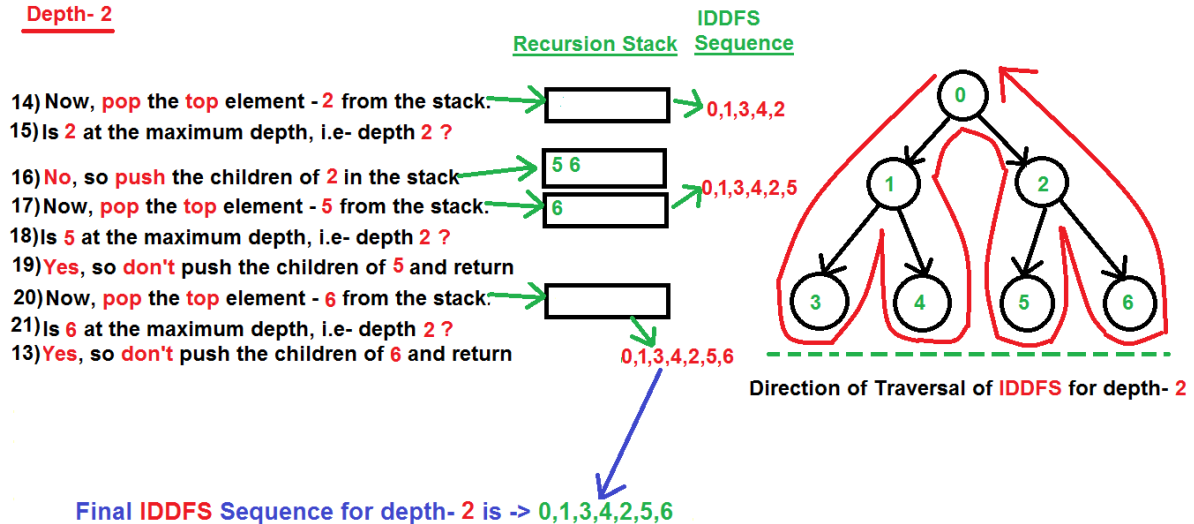 Depth- 2
IDDFS
Recursion Stack Sequence
14) Now, pop the top element - 2 from the stack.
0,1,3,4,2
15) Is 2 at the maximum depth, i.e- depth 2 ?
16) No, so push the children of 2 in the stack
5 6
17) Now, pop the top element - 5 from the stack.
6
0,1,3,4,2,5
18) Is 5 at the maximum depth, i.e- depth 2 ?
19) Yes, so don't push the children of 5 and return
20) Now, pop the top element - 6 from the stack.
21) Is 6 at the maximum depth, i.e- depth 2 ?
13) Yes, so don't push the children of 6 and return
0,1,3,4,2,5,6
0
1 2
3 4 5 6
Direction of Traversal of IDDFS for depth- 2
Final IDDFS Sequence for depth- 2 is -> 0,1,3,4,2,5,6